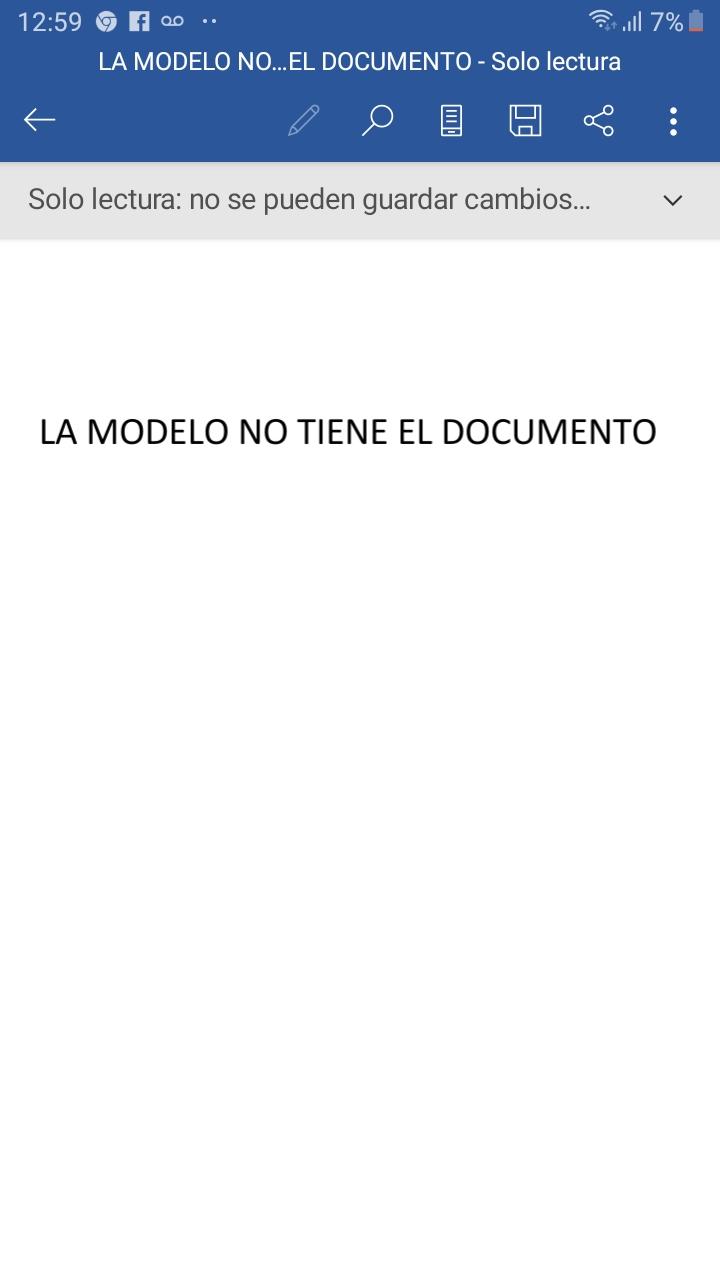 12:59
7%
LA MODELO NO...EL DOCUMENTO - Solo lectura
Solo lectura: no se pueden guardar cambios...
LA MODELO NO TIENE EL DOCUMENTO